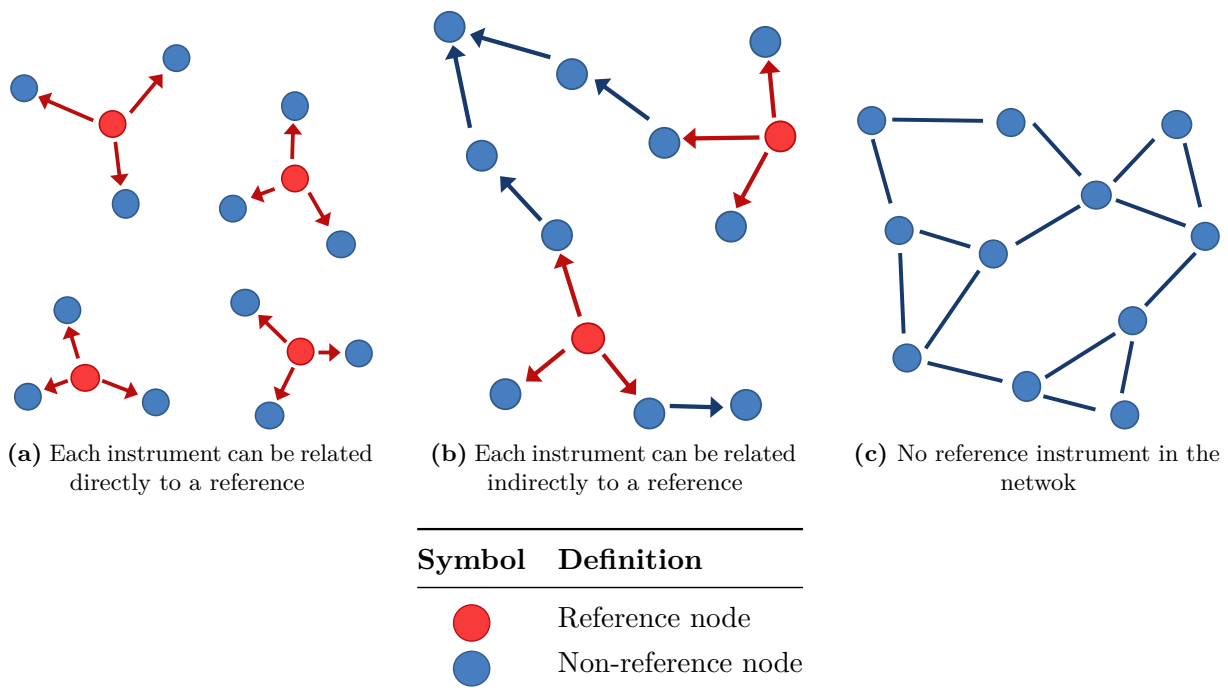 (a) Each instrument can be related
directly to a reference
(b) Each instrument can be related
indirectly to a reference
(c) No reference instrument in the
netwok
Symbol Definition
Reference node
Non-reference node